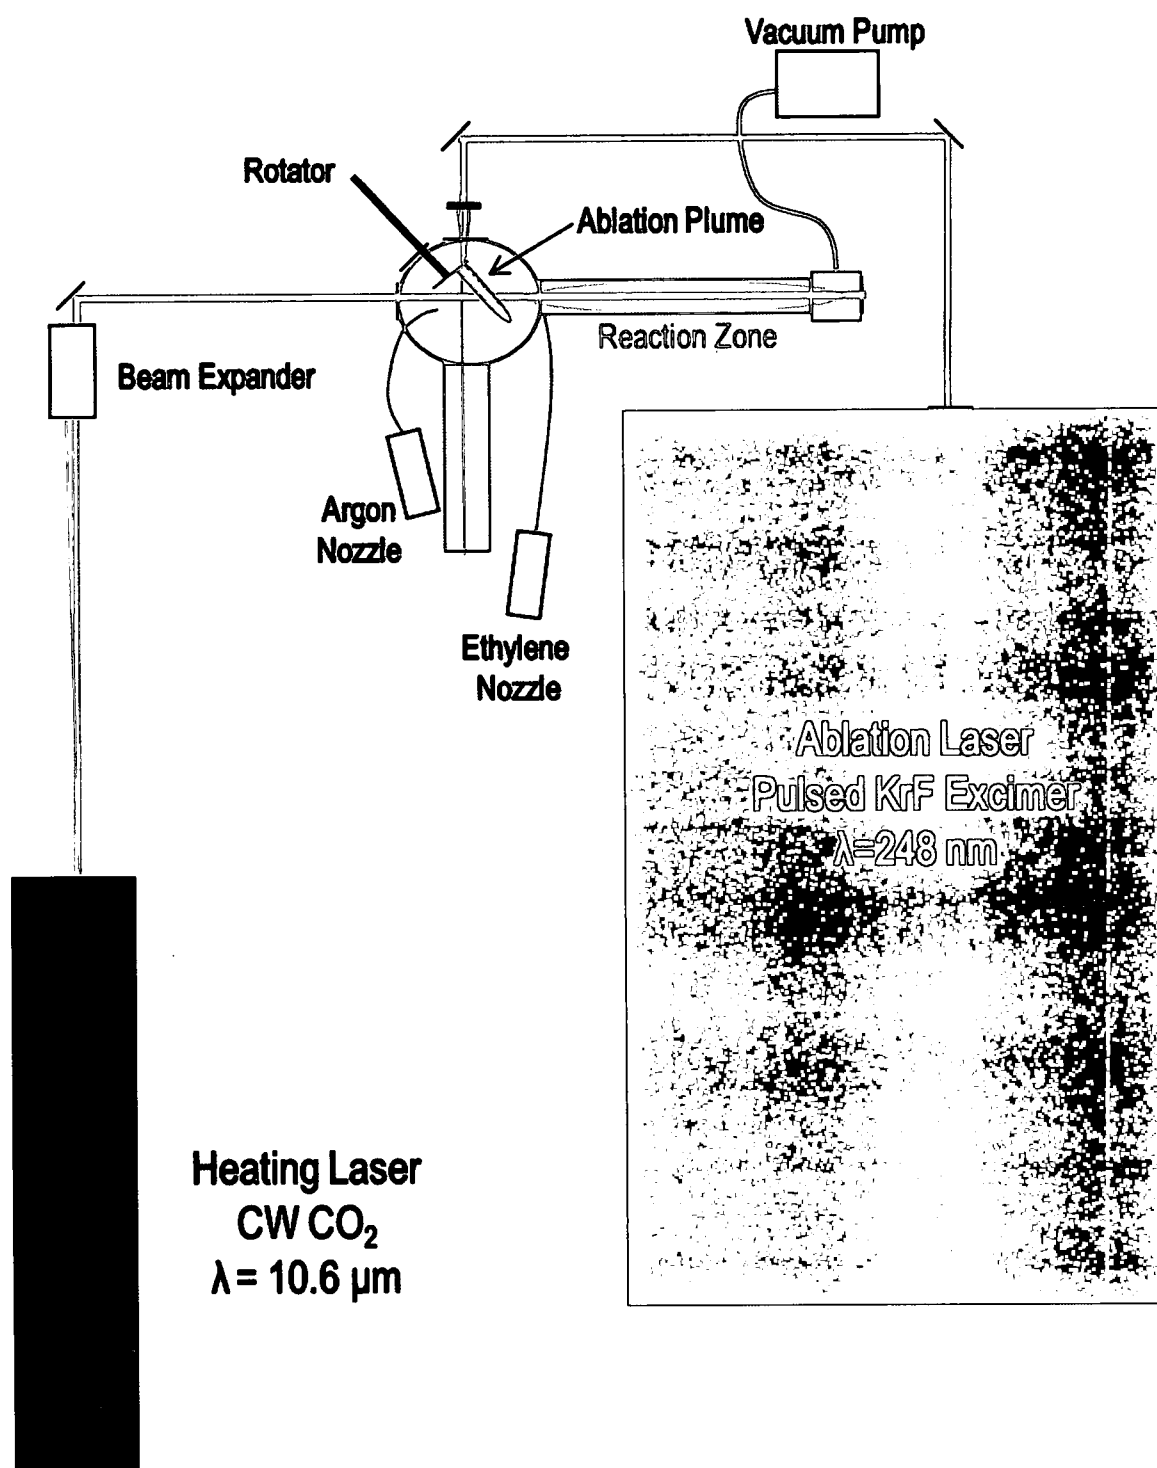 Vacuum Pump
Rotator
Ablation Plume
Reaction Zone
Beam Expander
Argon
Nozzle
Ethylene
Nozzle
Ablation Laser
Pulsed KrF Excimer
λ=248 nm
Heating Laser
CW CO₂
λ = 10.6 µm